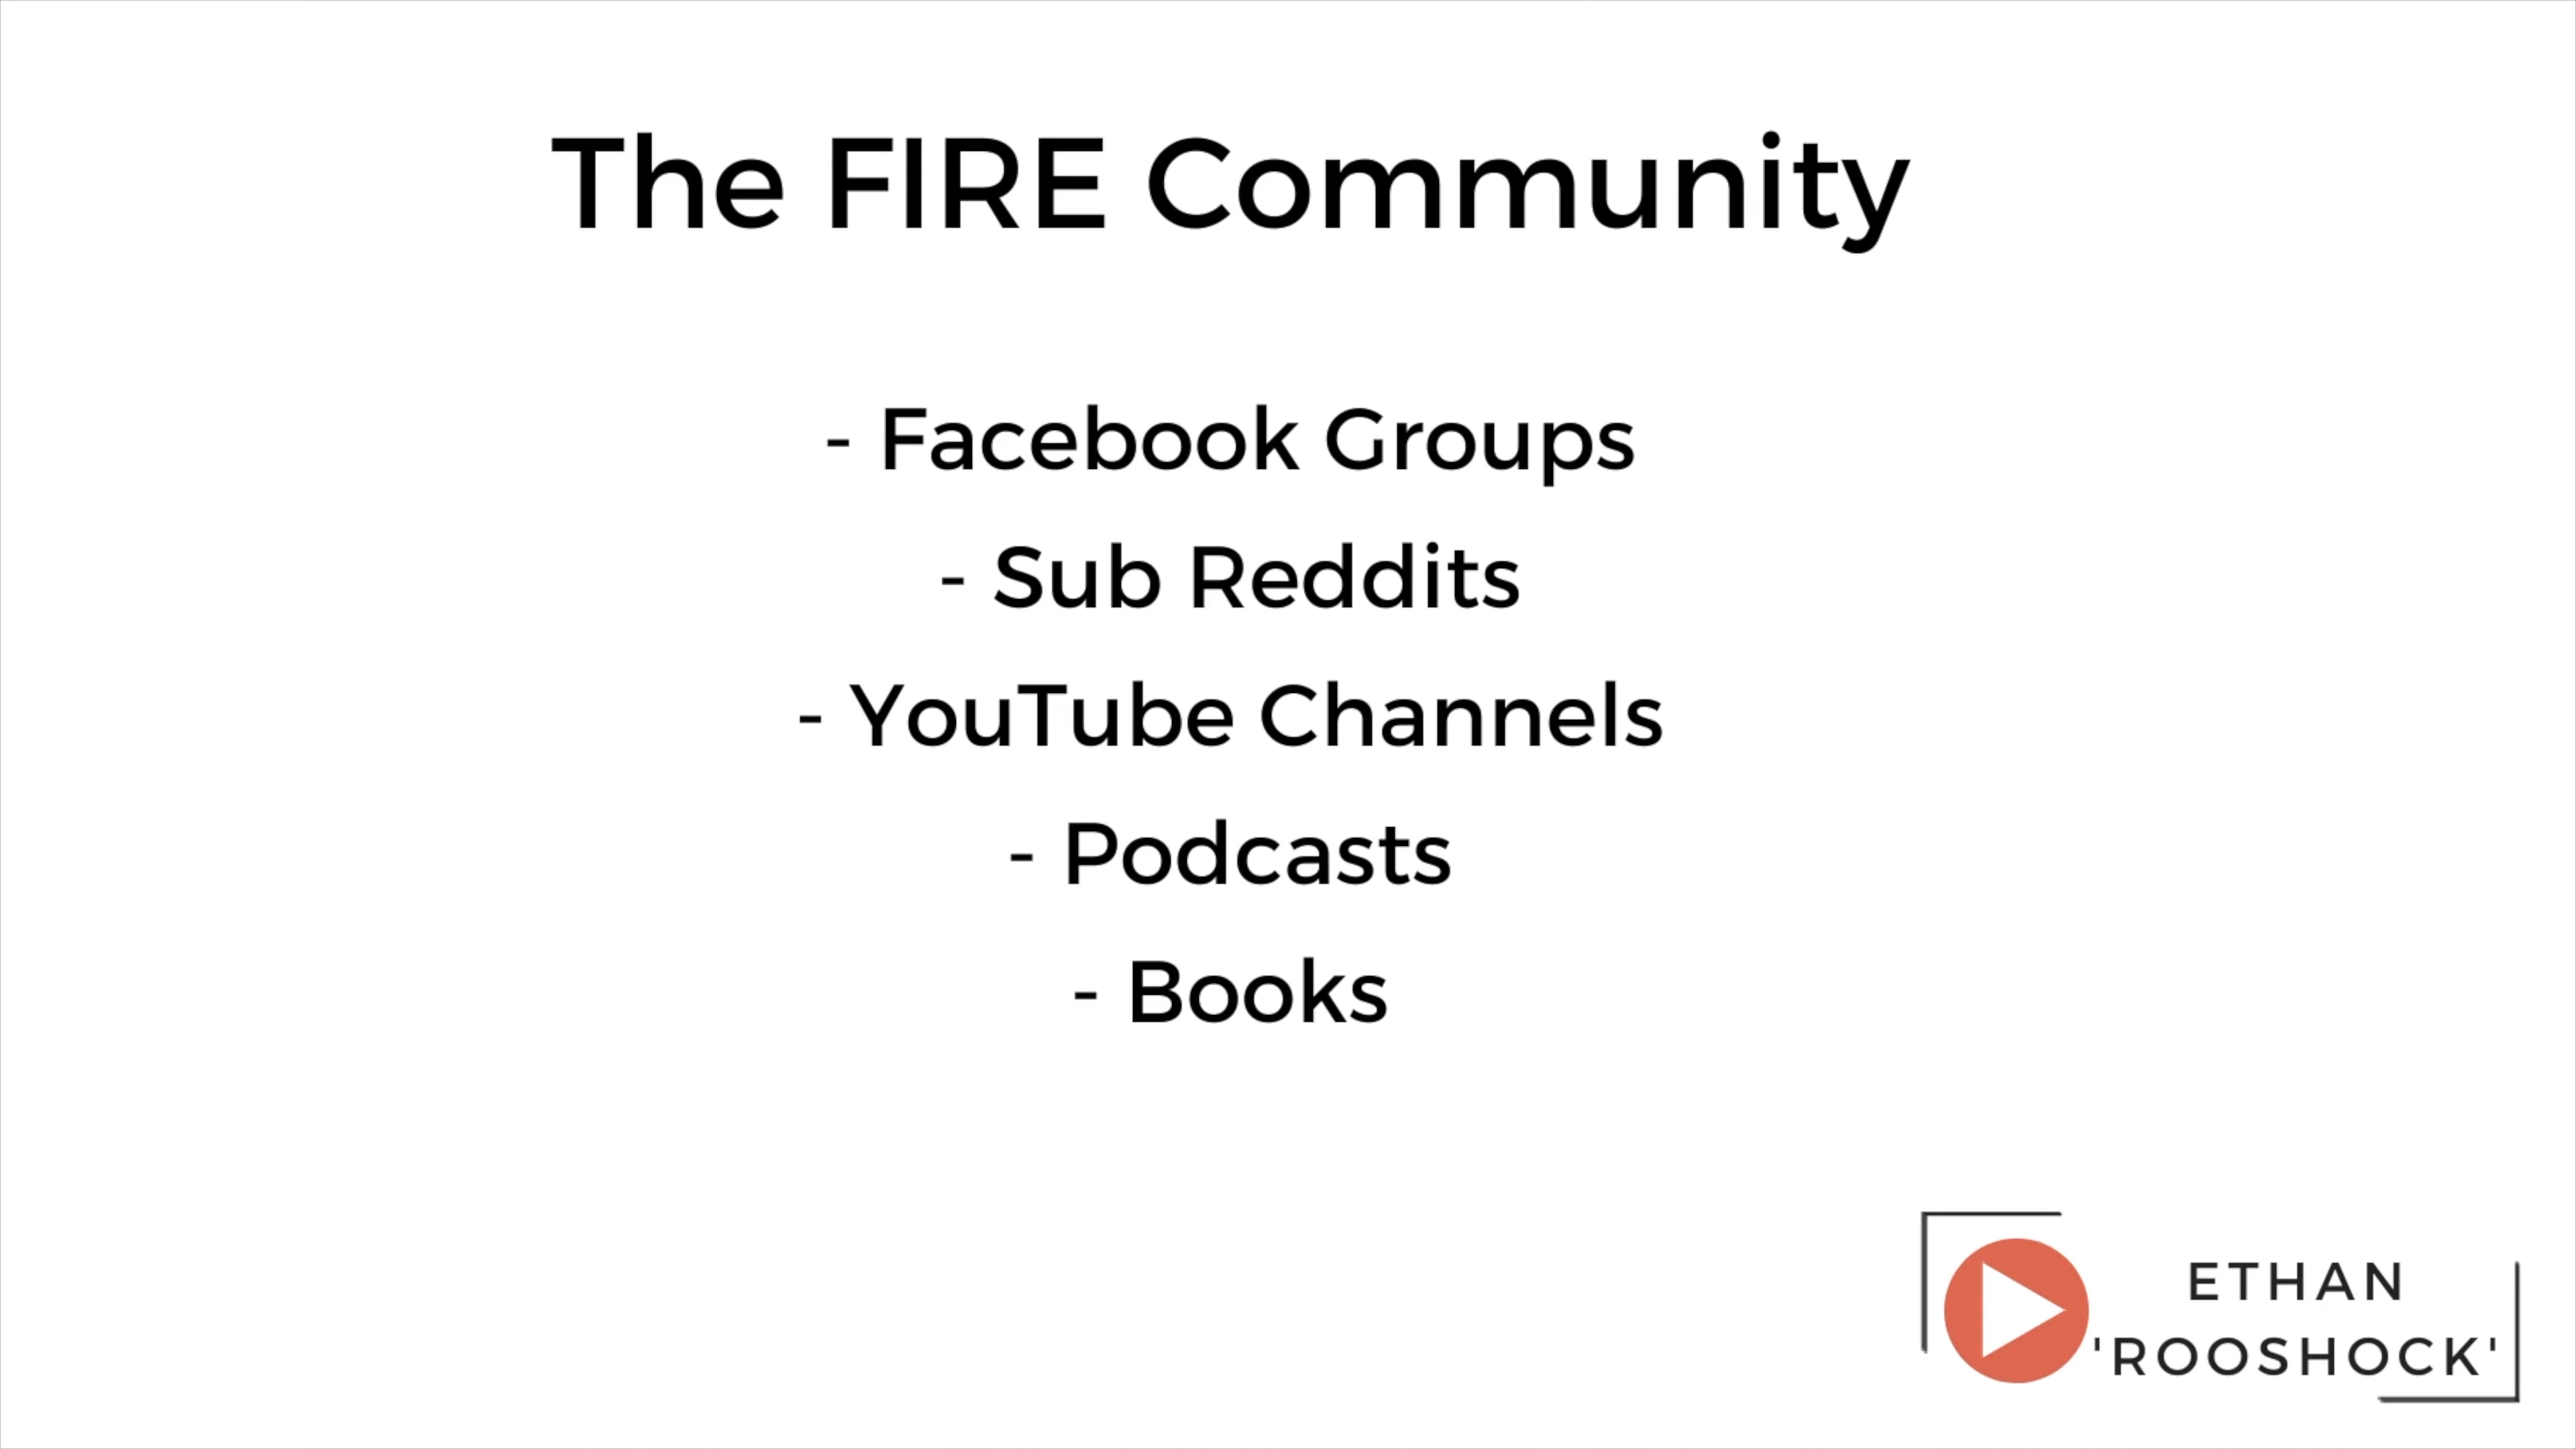 The FIRE Community
- Facebook Groups
- Sub Reddits
- YouTube Channels
- Podcasts
- Books
ETHAN
'ROOSHOCK'